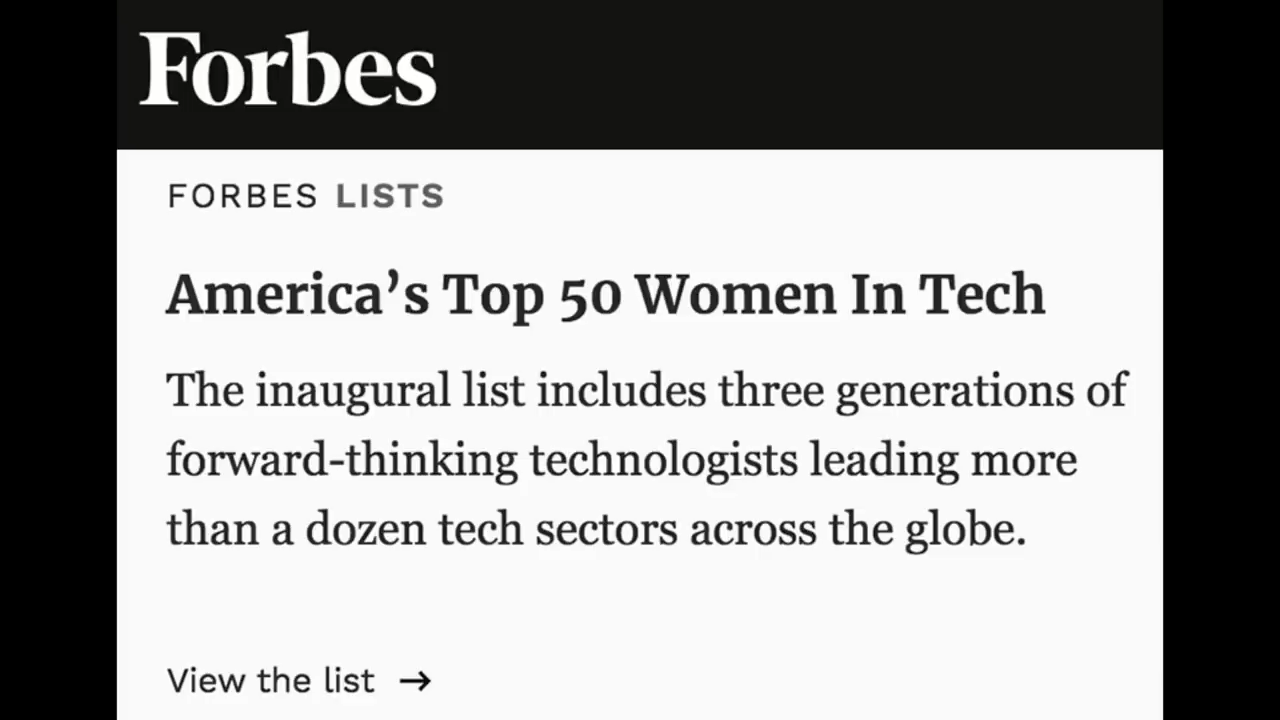 Forbes
FORBES LISTS
America’s Top 50 Women In Tech
The inaugural list includes three generations of
forward-thinking technologists leading more
than a dozen tech sectors across the globe.
View the list →